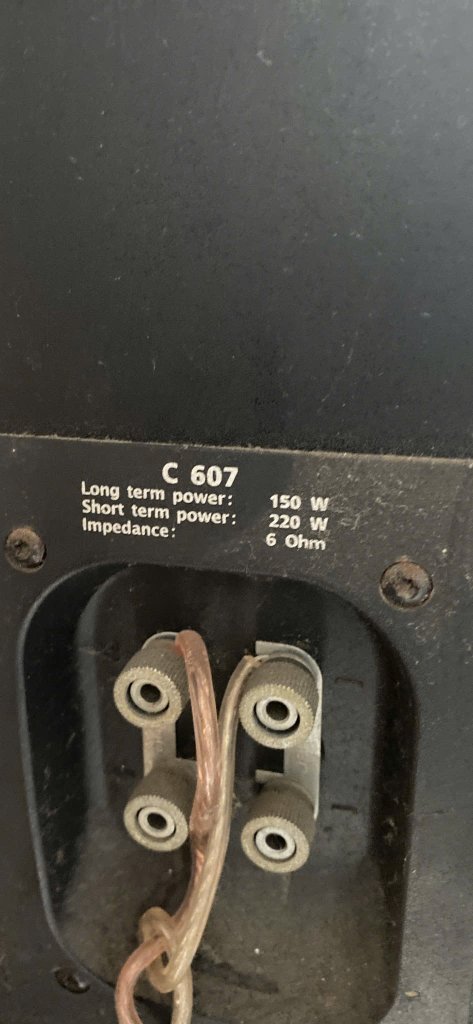 C 607
Long term power: 150 W
Short term power: 220 W
Impedance: 6 Ohm